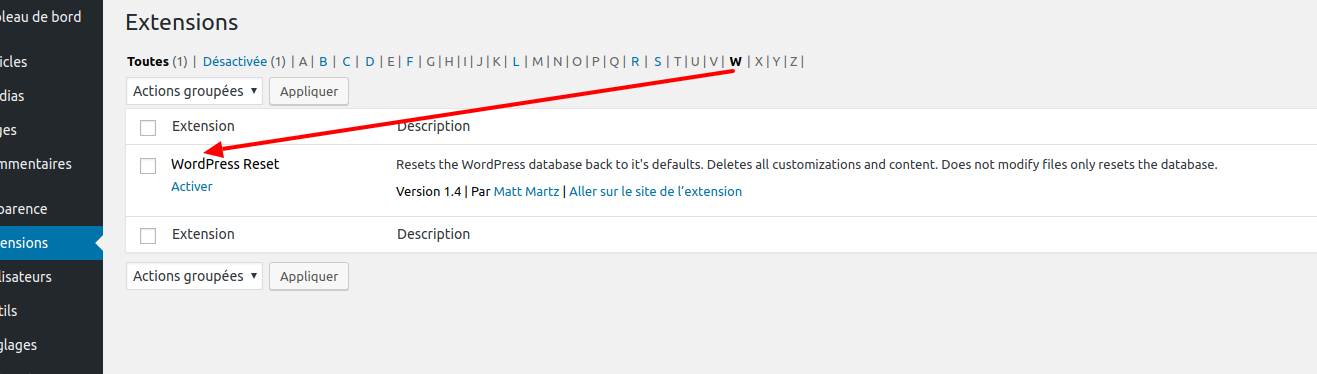 leau de bord
icles
dias
ges
mmentaires
parence
ensions
lisateurs
tils
glages
Extensions
Toutes (1) | Désactivée (1) | A | B | C | D | E | F | G | H | I | J | K | L | M | N | O | P | Q | R | S | T | U | V | W | X | Y | Z |
Actions groupées Appliquer
Extension Description
WordPress Reset Resets the WordPress database back to it's defaults. Deletes all customizations and content. Does not modify files only resets the database.
Activer Version 1.4 | Par Matt Martz | Aller sur le site de l'extension
Extension Description
Actions groupées Appliquer